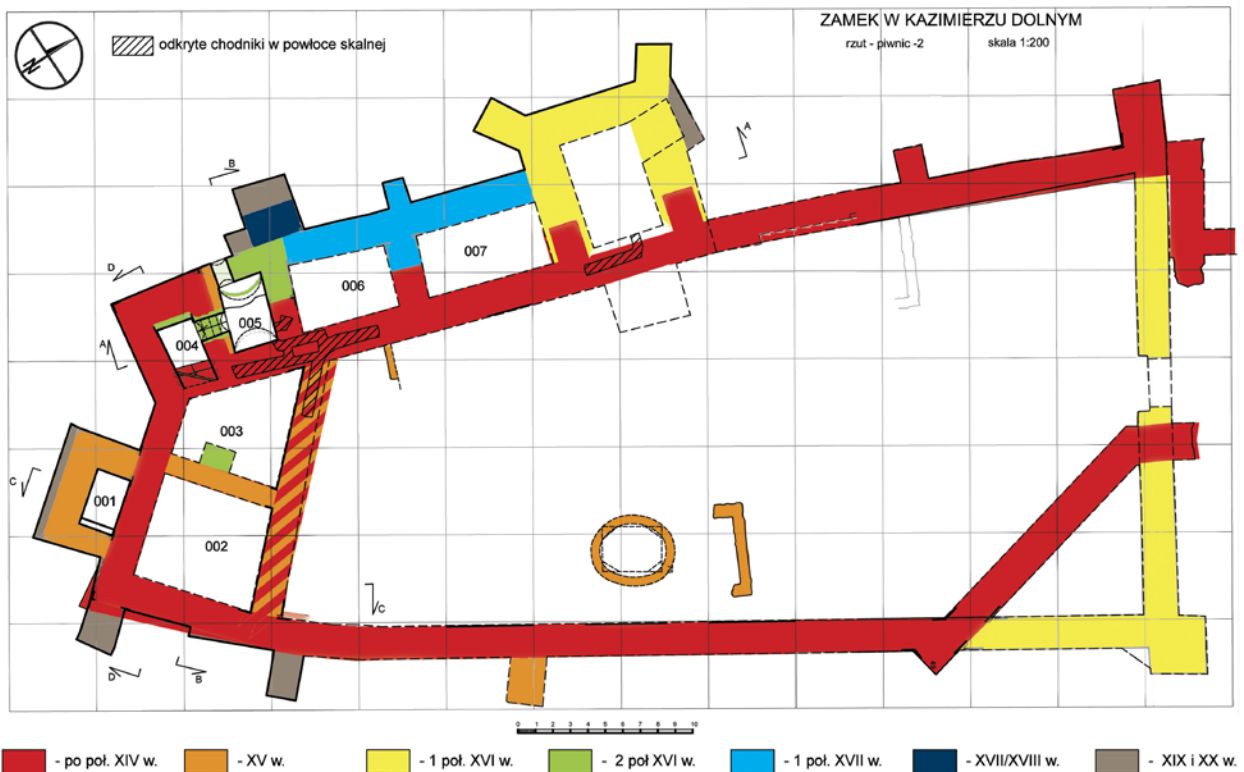 ZAMEK W KAZIMIERZU DOLNYM
rzut - piwnic -2 skala 1:200
N
odkryte chodniki w powłoce skalnej
A
B
D
007
006
005
004
A
003
C
001
002
C
D
B
0 1 2 3 4 5 6 7 8 9 10
- po poł. XIV w. - XV w. - 1 poł. XVI w. - 2 poł XVI w. - 1 poł. XVII w. - XVII/XVIII w. - XIX i XX w.